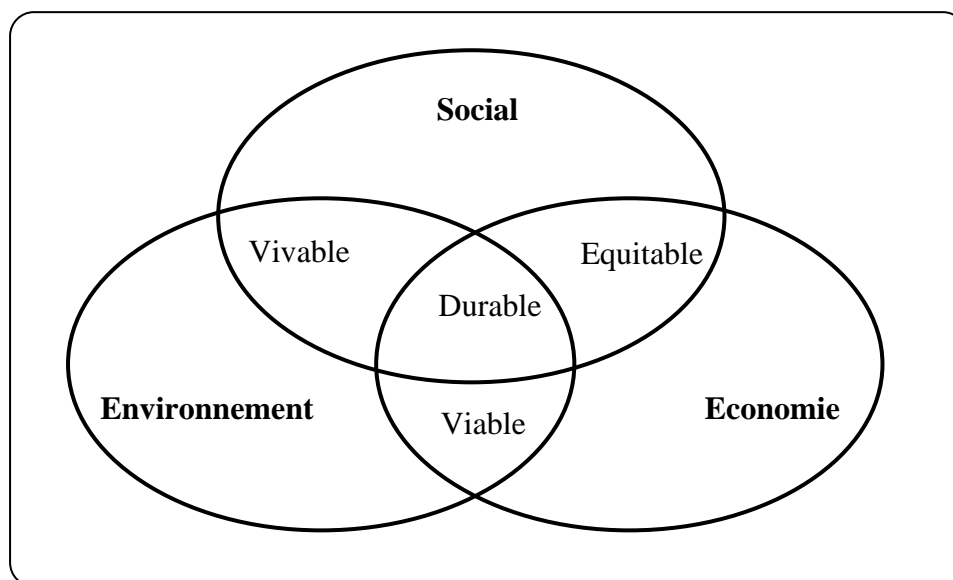 Social
Vivable
Equitable
Durable
Environnement
Economie
Viable